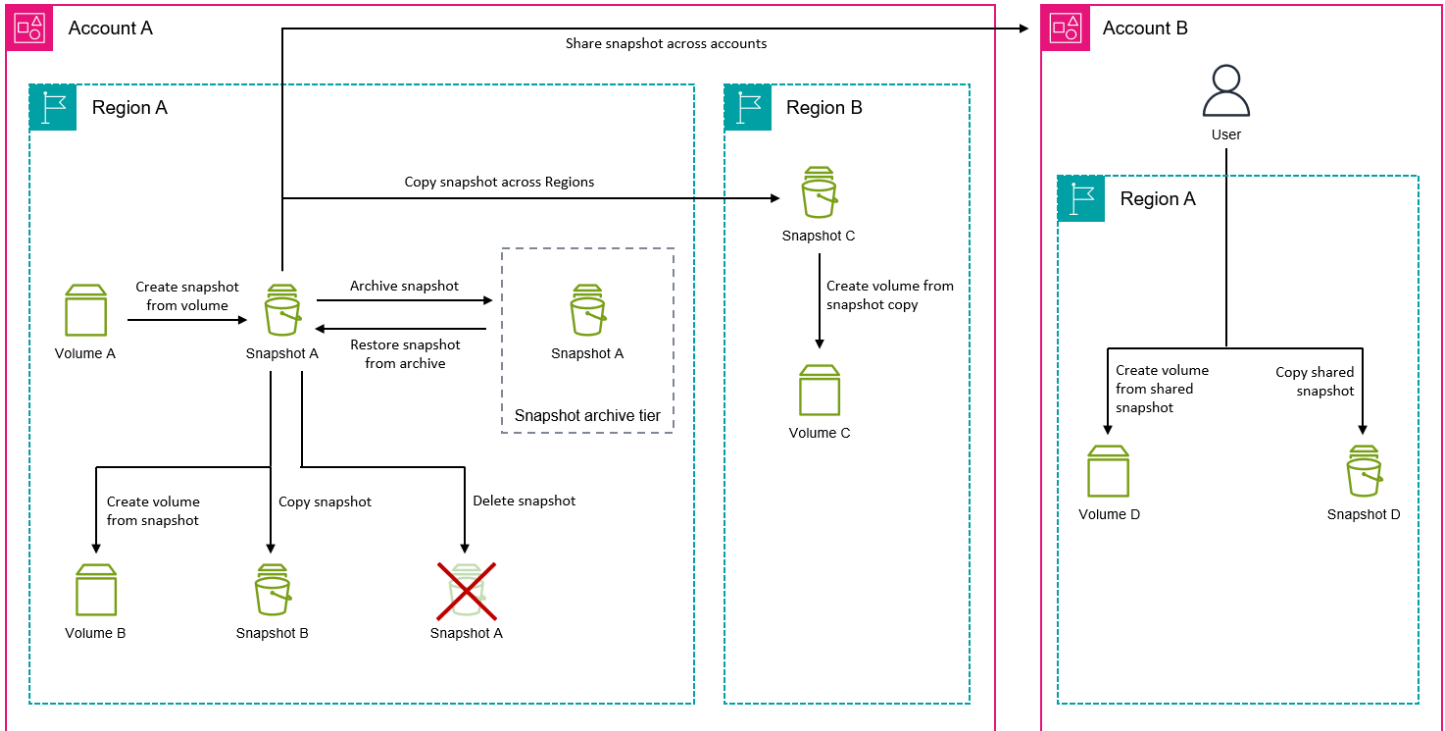 Account A
Share snapshot across accounts
Account B
Region A
Region B
User
Copy snapshot across Regions
Region A
Snapshot C
Create snapshot
from volume
Archive snapshot
Create volume from
snapshot copy
Volume A
Snapshot A
Restore snapshot
from archive
Snapshot A
Snapshot archive tier
Volume C
Create volume
from shared
snapshot
Copy shared
snapshot
Create volume
from snapshot
Copy snapshot
Delete snapshot
Volume D
Snapshot D
Volume B
Snapshot B
Snapshot A